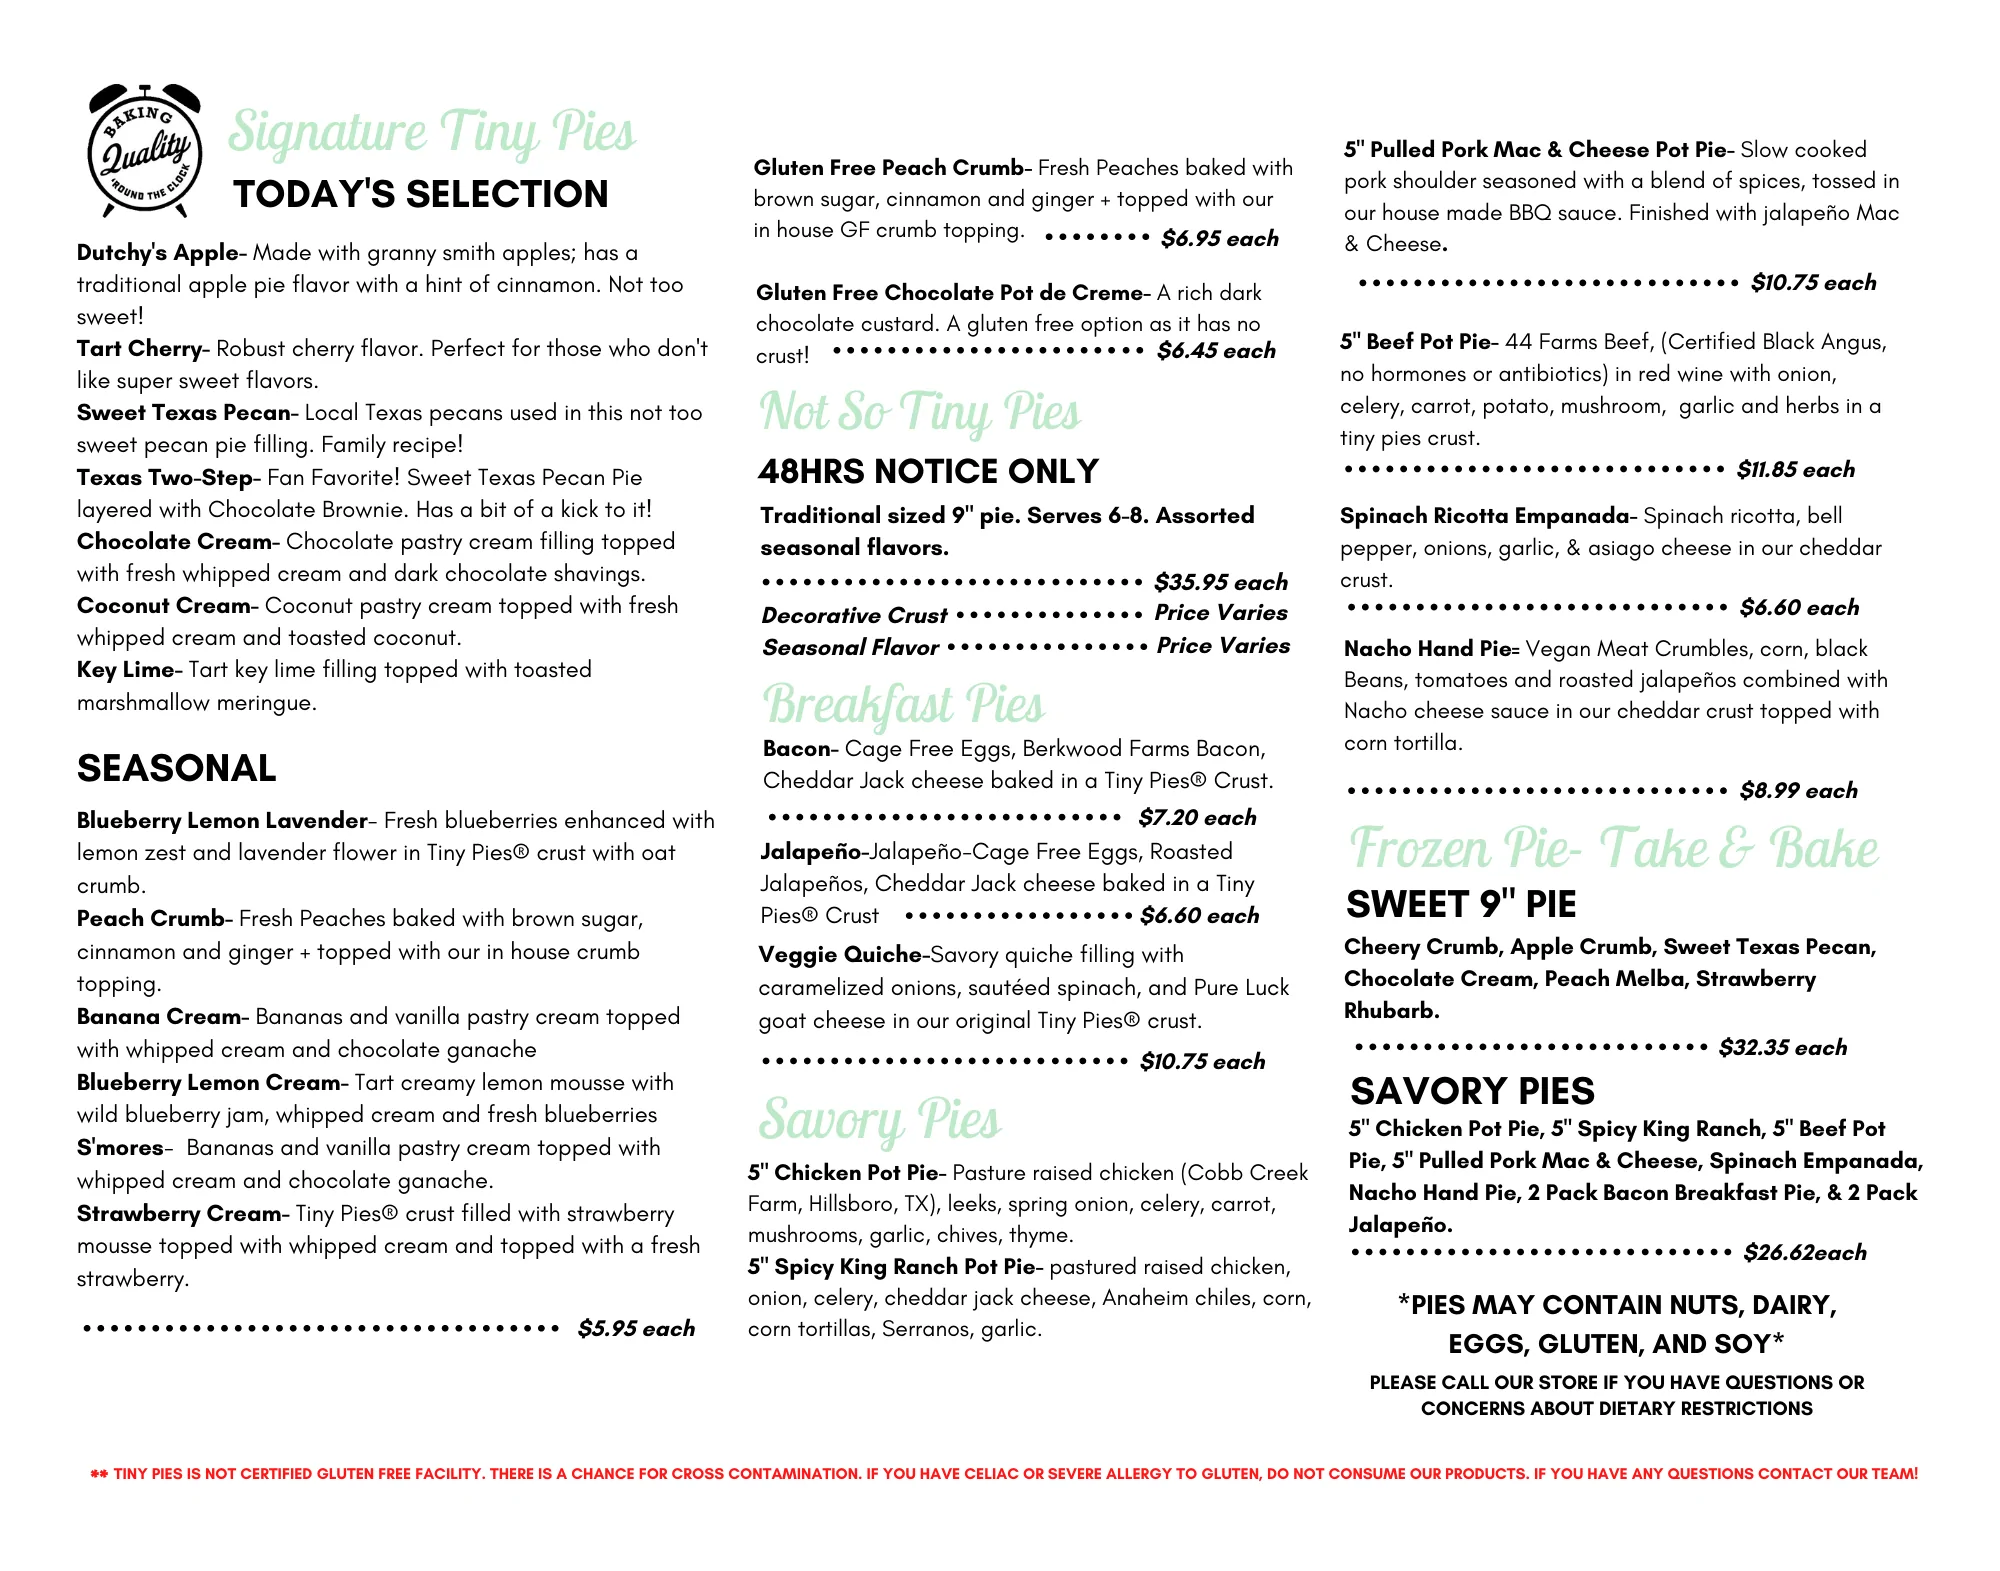 BAKING
Quality
'ROUND THE CLOCK
Signature Tiny Pies
TODAY'S SELECTION
Dutchy's Apple- Made with granny smith apples; has a
traditional apple pie flavor with a hint of cinnamon. Not too
sweet!
Tart Cherry- Robust cherry flavor. Perfect for those who don't
like super sweet flavors.
Sweet Texas Pecan- Local Texas pecans used in this not too
sweet pecan pie filling. Family recipe!
Texas Two-Step- Fan Favorite! Sweet Texas Pecan Pie
layered with Chocolate Brownie. Has a bit of a kick to it!
Chocolate Cream- Chocolate pastry cream filling topped
with fresh whipped cream and dark chocolate shavings.
Coconut Cream- Coconut pastry cream topped with fresh
whipped cream and toasted coconut.
Key Lime- Tart key lime filling topped with toasted
marshmallow meringue.
SEASONAL
Blueberry Lemon Lavender- Fresh blueberries enhanced with
lemon zest and lavender flower in Tiny Pies® crust with oat
crumb.
Peach Crumb- Fresh Peaches baked with brown sugar,
cinnamon and ginger + topped with our in house crumb
topping.
Banana Cream- Bananas and vanilla pastry cream topped
with whipped cream and chocolate ganache
Blueberry Lemon Cream- Tart creamy lemon mousse with
wild blueberry jam, whipped cream and fresh blueberries
S'mores-  Bananas and vanilla pastry cream topped with
whipped cream and chocolate ganache.
Strawberry Cream- Tiny Pies® crust filled with strawberry
mousse topped with whipped cream and topped with a fresh
strawberry.
••••••••••••••••••••••••••••••••••• $5.95 each
Gluten Free Peach Crumb- Fresh Peaches baked with
brown sugar, cinnamon and ginger + topped with our
in house GF crumb topping. •••••••• $6.95 each
Gluten Free Chocolate Pot de Creme- A rich dark
chocolate custard. A gluten free option as it has no
crust! ••••••••••••••••••••••• $6.45 each
Not So Tiny Pies
48HRS NOTICE ONLY
Traditional sized 9" pie. Serves 6-8. Assorted
seasonal flavors.
•••••••••••••••••••••••••••• $35.95 each
Decorative Crust •••••••••••••• Price Varies
Seasonal Flavor ••••••••••••••• Price Varies
Breakfast Pies
Bacon- Cage Free Eggs, Berkwood Farms Bacon,
Cheddar Jack cheese baked in a Tiny Pies® Crust.
•••••••••••••••••••••••••• $7.20 each
Jalapeño-Jalapeño-Cage Free Eggs, Roasted
Jalapeños, Cheddar Jack cheese baked in a Tiny
Pies® Crust ••••••••••••••••• $6.60 each
Veggie Quiche-Savory quiche filling with
caramelized onions, sautéed spinach, and Pure Luck
goat cheese in our original Tiny Pies® crust.
••••••••••••••••••••••••••• $10.75 each
Savory Pies
5" Chicken Pot Pie- Pasture raised chicken (Cobb Creek
Farm, Hillsboro, TX), leeks, spring onion, celery, carrot,
mushrooms, garlic, chives, thyme.
5" Spicy King Ranch Pot Pie- pastured raised chicken,
onion, celery, cheddar jack cheese, Anaheim chiles, corn,
corn tortillas, Serranos, garlic.
5" Pulled Pork Mac & Cheese Pot Pie- Slow cooked
pork shoulder seasoned with a blend of spices, tossed in
our house made BBQ sauce. Finished with jalapeño Mac
& Cheese.
•••••••••••••••••••••••••••• $10.75 each
5" Beef Pot Pie- 44 Farms Beef, (Certified Black Angus,
no hormones or antibiotics) in red wine with onion,
celery, carrot, potato, mushroom,  garlic and herbs in a
tiny pies crust.
•••••••••••••••••••••••••••• $11.85 each
Spinach Ricotta Empanada- Spinach ricotta, bell
pepper, onions, garlic, & asiago cheese in our cheddar
crust.
•••••••••••••••••••••••••••• $6.60 each
Nacho Hand Pie= Vegan Meat Crumbles, corn, black
Beans, tomatoes and roasted jalapeños combined with
Nacho cheese sauce in our cheddar crust topped with
corn tortilla.
•••••••••••••••••••••••••••• $8.99 each
Frozen Pie- Take & Bake
SWEET 9" PIE
Cheery Crumb, Apple Crumb, Sweet Texas Pecan,
Chocolate Cream, Peach Melba, Strawberry
Rhubarb.
•••••••••••••••••••••••••• $32.35 each
SAVORY PIES
5" Chicken Pot Pie, 5" Spicy King Ranch, 5" Beef Pot
Pie, 5" Pulled Pork Mac & Cheese, Spinach Empanada,
Nacho Hand Pie, 2 Pack Bacon Breakfast Pie, & 2 Pack
Jalapeño.
•••••••••••••••••••••••••••• $26.62each
*PIES MAY CONTAIN NUTS, DAIRY,
EGGS, GLUTEN, AND SOY*
PLEASE CALL OUR STORE IF YOU HAVE QUESTIONS OR
CONCERNS ABOUT DIETARY RESTRICTIONS
** TINY PIES IS NOT CERTIFIED GLUTEN FREE FACILITY. THERE IS A CHANCE FOR CROSS CONTAMINATION. IF YOU HAVE CELIAC OR SEVERE ALLERGY TO GLUTEN, DO NOT CONSUME OUR PRODUCTS. IF YOU HAVE ANY QUESTIONS CONTACT OUR TEAM!